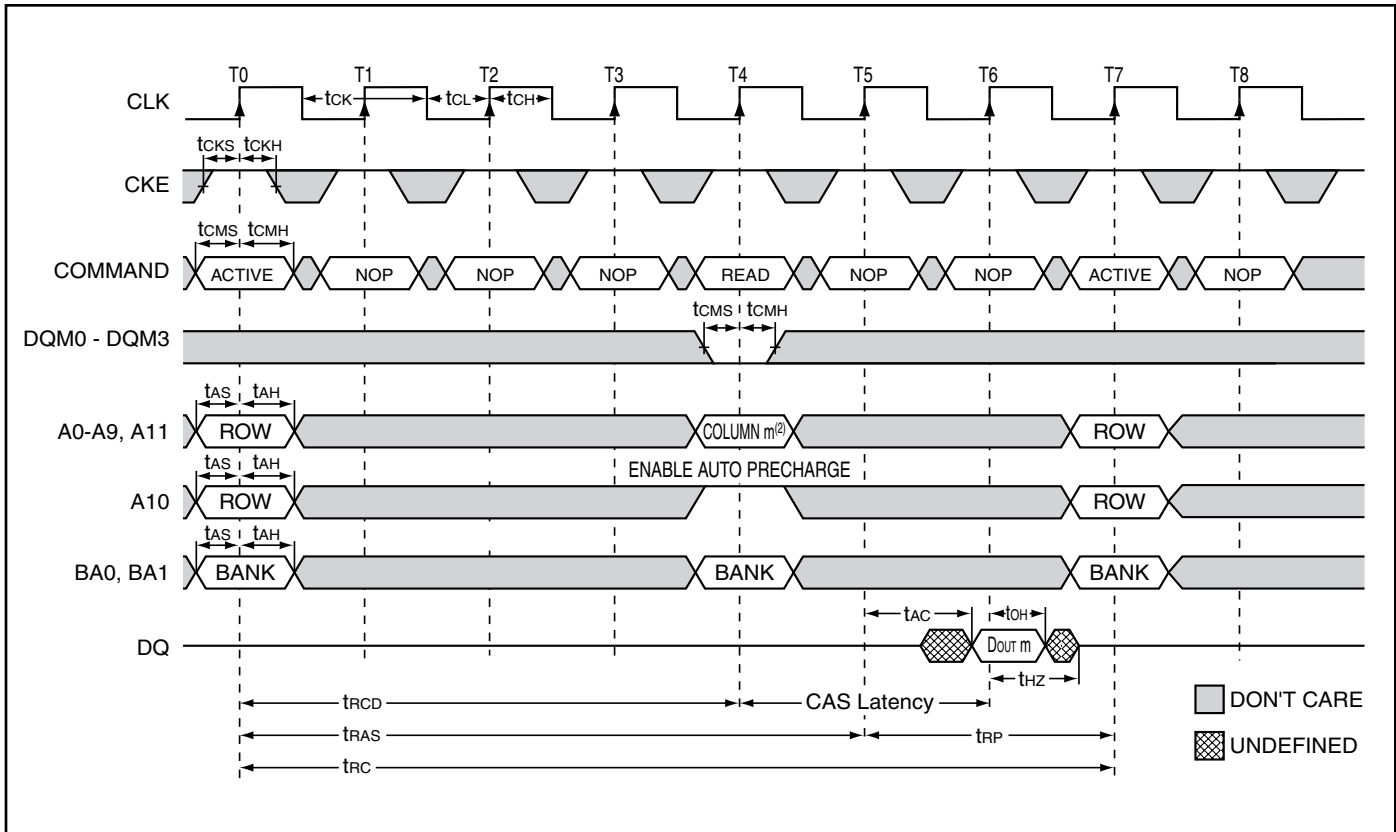 T0 T1 T2 T3 T4 T5 T6 T7 T8
CLK tCK tCL tCH
tCKS tCKH
CKE
tCMS tCMH
COMMAND ACTIVE NOP NOP NOP READ NOP NOP ACTIVE NOP
tCMS tCMH
DQM0 - DQM3
tAS tAH
A0-A9, A11 ROW COLUMN m(2) ROW
tAS tAH ENABLE AUTO PRECHARGE
A10 ROW ROW
tAS tAH
BA0, BA1 BANK BANK BANK
tAC tOH
DQ DOUT m
tHZ
tRCD CAS Latency
DON'T CARE
tRAS tRP
UNDEFINED
tRC